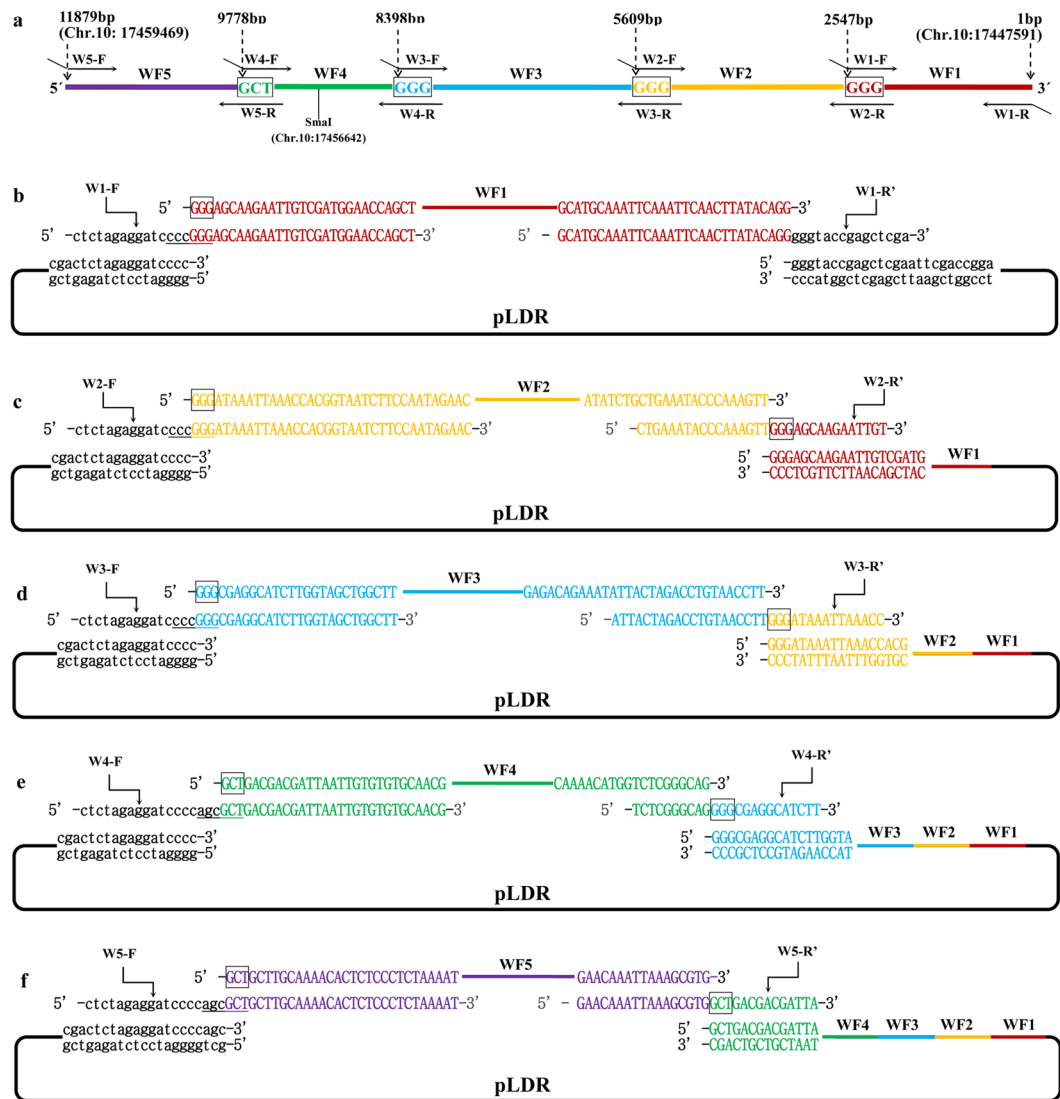 a
11879bp 9778bp 8398bp 5609bp 2547bp 1bp
(Chr.10: 17459469) (Chr.10:17447591)
W5-F W4-F W3-F W2-F W1-F
WF5 WF4 WF3 WF2 WF1
5´ GCT GGG GGG GGG 3´
W5-R W4-R W3-R W2-R W1-R
SmaI
(Chr.10:17456642)
b
W1-F WF1 W1-R’
5’ -GGGAGCAAGAATTGTCGATGGAACCAGCT GCATGCAAATTCAAATTCAACTTATACAGG-3’
5’ -ctctagaggatccccGGGAGCAAGAATTGTCGATGGAACCAGCT-3’ 5’ -GCATGCAAATTCAAATTCAACTTATACAGGgggtaccgagctcga-3’
cgactctagaggatcccc-3’ 5’ -gggtaccgagctcgaattcgaccgga
gctgagatctcctagggg-5’ 3’ -cccatggctcgagcttaagctggcct
pLDR
c
W2-F WF2 W2-R’
5’ -GGGATAAATTAAACCACGGTAATCTTCCAATAGAAC ATATCTGCTGAAATACCCAAAGTT-3’
5’ -ctctagaggatccccGGGATAAATTAAACCACGGTAATCTTCCAATAGAAC-3’ 5’ -CTGAAATACCCAAAGTTGGGAGCAAGAATTGT-3’
cgactctagaggatcccc-3’ 5’ -GGGAGCAAGAATTGTCGATG WF1
gctgagatctcctagggg-5’ 3’ -CCCTCGTTCTTAACAGCTAC
pLDR
d
W3-F WF3 W3-R’
5’ -GGGCGAGGCATCTTGGTAGCTGGCTT GAGACAGAAATATTACTAGACCTGTAACCTT-3’
5’ -ctctagaggatccccGGGCGAGGCATCTTGGTAGCTGGCTT-3’ 5’ -ATTACTAGACCTGTAACCTTGGGATAAATTAAACC-3’
cgactctagaggatcccc-3’ 5’ -GGGATAAATTAAACCACG WF2 WF1
gctgagatctcctagggg-5’ 3’ -CCCTATTTAATTTGGTGC
pLDR
e
W4-F WF4 W4-R’
5’ -GCTGACGACGATTAATTGTGTGTGCAACG CAAAACATGGTCTCGGGCAG-3’
5’ -ctctagaggatccccagcGCTGACGACGATTAATTGTGTGTGCAACG-3’ 5’ -TCTCGGGCAGGGGCGAGGCATCTT-3’
cgactctagaggatcccc-3’ 5’ -GGGCGAGGCATCTTGGTA WF3 WF2 WF1
gctgagatctcctagggg-5’ 3’ -CCCGCTCCGTAGAACCAT
pLDR
f
W5-F WF5 W5-R’
5’ -GCTGCTTGCAAAACACTCTCCCTCTAAAAT GAACAAATTAAAGCGTG-3’
5’ -ctctagaggatccccagcGCTGCTTGCAAAACACTCTCCCTCTAAAAT-3’ 5’ -GAACAAATTAAAGCGTGGCTGACGACGATTA-3’
cgactctagaggatccccagc-3’ 5’ -GCTGACGACGATTA WF4 WF3 WF2 WF1
gctgagatctcctaggggtcg-5’ 3’ -CGACTGCTGCTAAT
pLDR